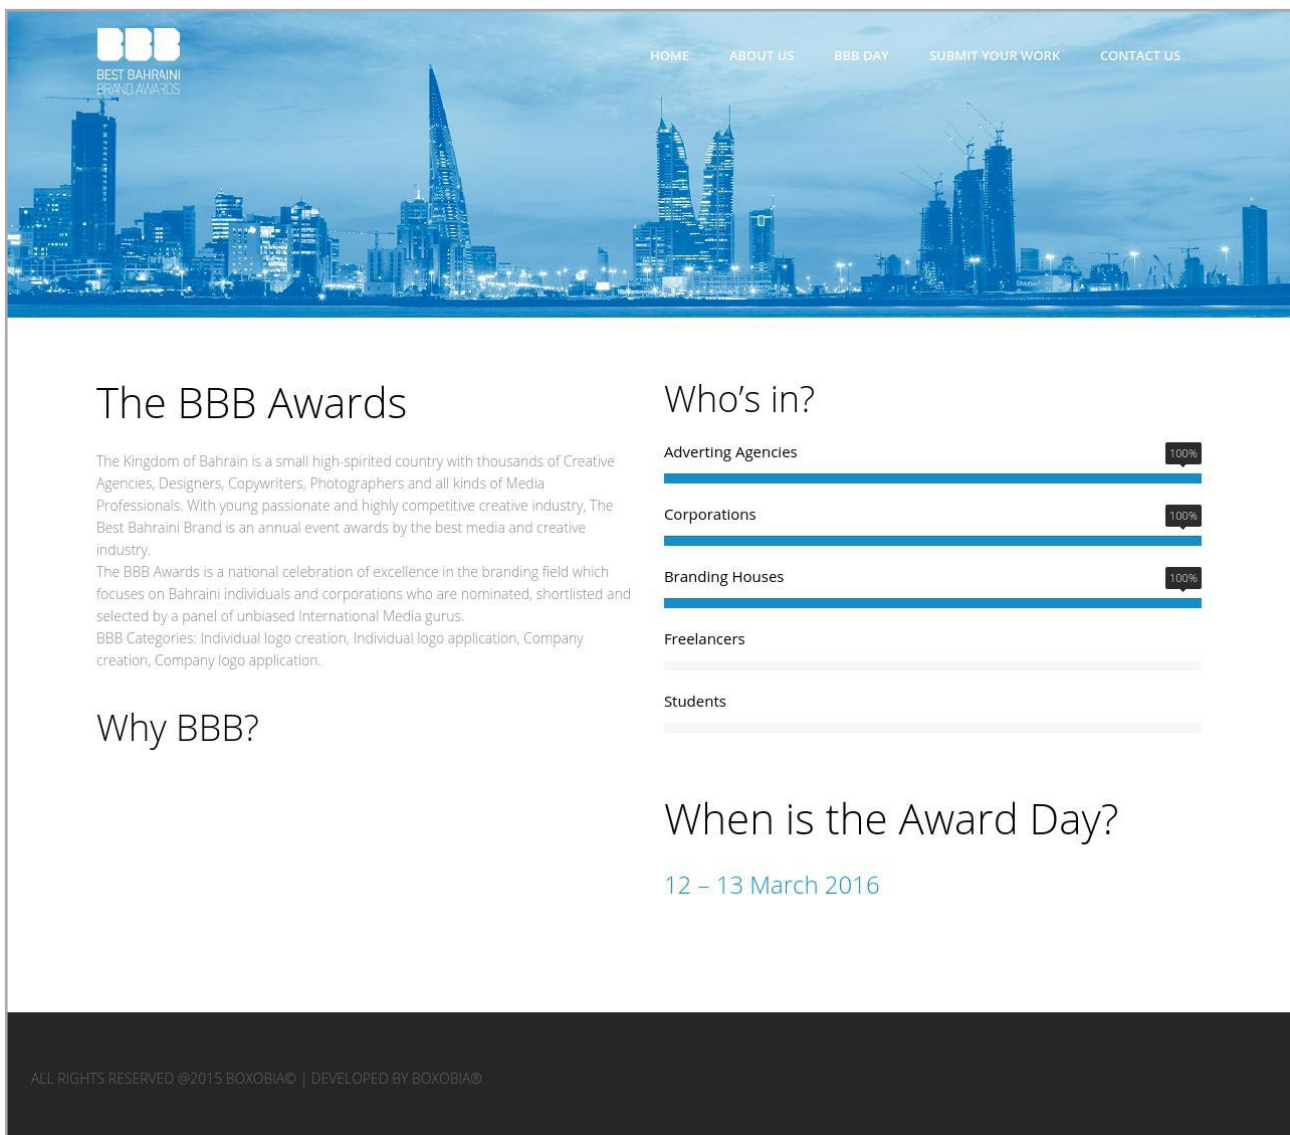 BBB
BEST BAHRAINI
BRAND AWARDS
HOME ABOUT US BBB DAY SUBMIT YOUR WORK CONTACT US
The BBB Awards
The Kingdom of Bahrain is a small high-spirited country with thousands of Creative
Agencies, Designers, Copywriters, Photographers and all kinds of Media
Professionals. With young passionate and highly competitive creative industry, The
Best Bahraini Brand is an annual event awards by the best media and creative
industry.
The BBB Awards is a national celebration of excellence in the branding field which
focuses on Bahraini individuals and corporations who are nominated, shortlisted and
selected by a panel of unbiased International Media gurus.
BBB Categories: Individual logo creation, Individual logo application, Company
creation, Company logo application.
Why BBB?
Who’s in?
Adverting Agencies 100%
Corporations 100%
Branding Houses 100%
Freelancers
Students
When is the Award Day?
12 – 13 March 2016
ALL RIGHTS RESERVED @2015 BOXOBIA© | DEVELOPED BY BOXOBIA®